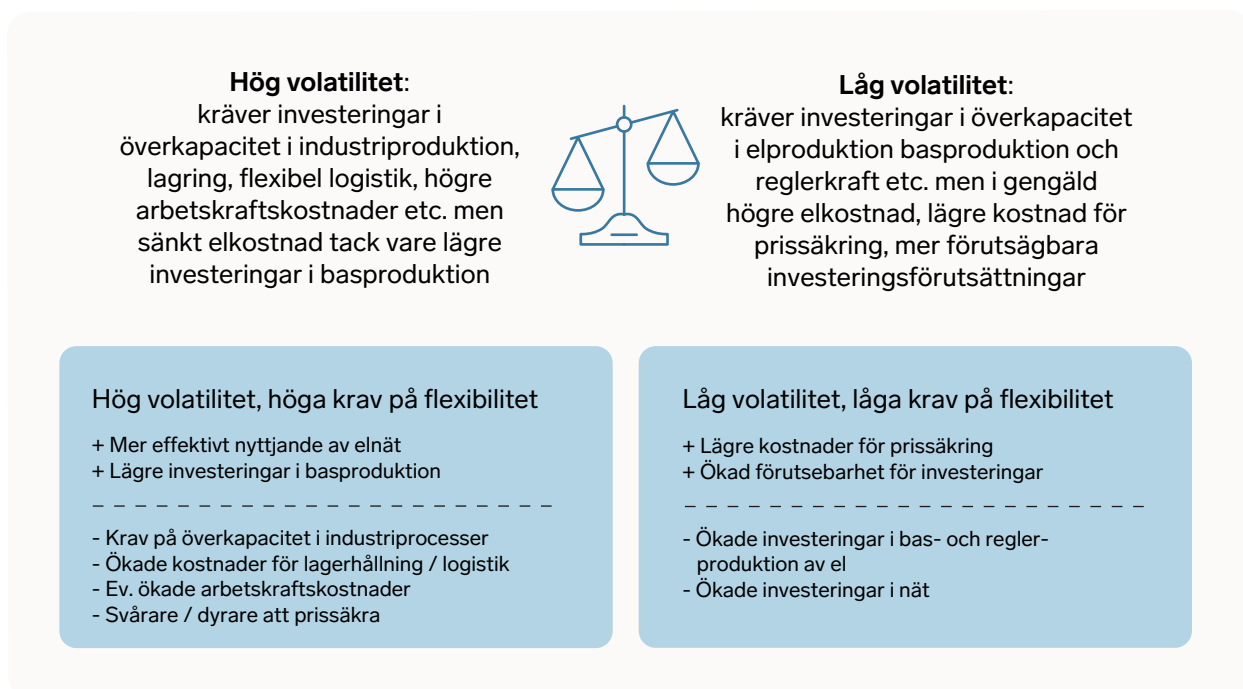 Hög volatilitet:
kräver investeringar i
överkapacitet i industriproduktion,
lagring, flexibel logistik, högre
arbetskraftskostnader etc. men
sänkt elkostnad tack vare lägre
investeringar i basproduktion
Låg volatilitet:
kräver investeringar i överkapacitet
i elproduktion basproduktion och
reglerkraft etc. men i gengäld
högre elkostnad, lägre kostnad för
prissäkring, mer förutsägbara
investeringsförutsättningar
Hög volatilitet, höga krav på flexibilitet
+ Mer effektivt nyttjande av elnät
+ Lägre investeringar i basproduktion
- Krav på överkapacitet i industriprocesser
- Ökade kostnader för lagerhållning / logistik
- Ev. ökade arbetskraftskostnader
- Svårare / dyrare att prissäkra
Låg volatilitet, låga krav på flexibilitet
+ Lägre kostnader för prissäkring
+ Ökad förutsebarhet för investeringar
- Ökade investeringar i bas- och regler-
produktion av el
- Ökade investeringar i nät